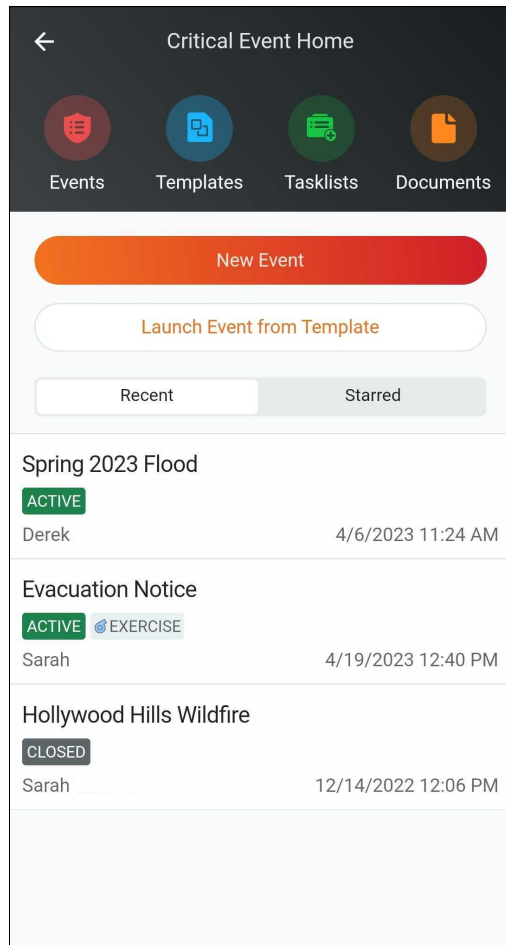 Critical Event Home
Events Templates Tasklists Documents
New Event
Launch Event from Template
Recent Starred
Spring 2023 Flood
ACTIVE
Derek 4/6/2023 11:24 AM
Evacuation Notice
ACTIVE EXERCISE
Sarah 4/19/2023 12:40 PM
Hollywood Hills Wildfire
CLOSED
Sarah 12/14/2022 12:06 PM